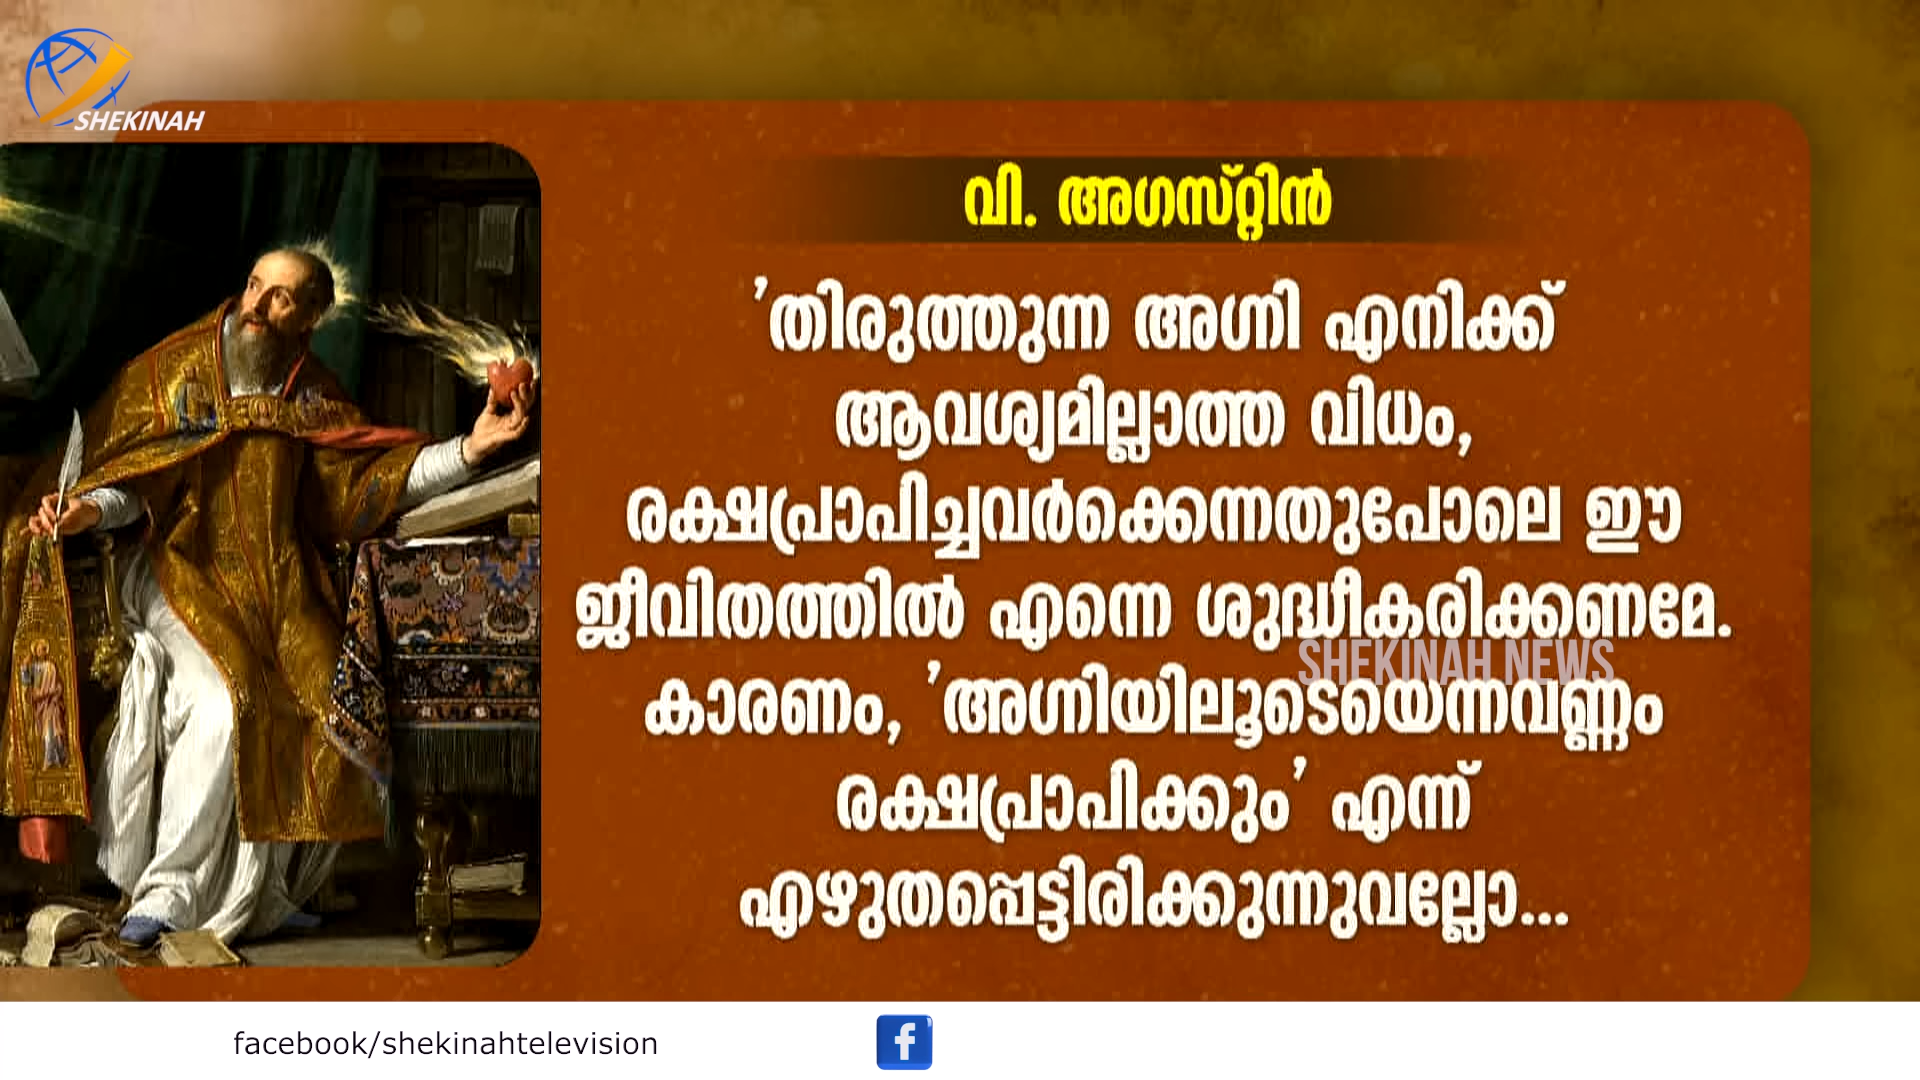 SHEKINAH
വി. അഗസ്റ്റിൻ
'തിരുത്തുന്ന അഗ്നി എനിക്ക്
ആവശ്യമില്ലാത്ത വിധം,
രക്ഷപ്രാപിച്ചവർക്കെന്നതുപോലെ ഈ
ജീവിതത്തിൽ എന്നെ ശുദ്ധീകരിക്കണമേ.
SHEKINAH NEWS
കാരണം, 'അഗ്നിയിലൂടെയെന്നവണ്ണം
രക്ഷപ്രാപിക്കും' എന്ന്
എഴുതപ്പെട്ടിരിക്കുന്നുവല്ലോ...
facebook/shekinahtelevision